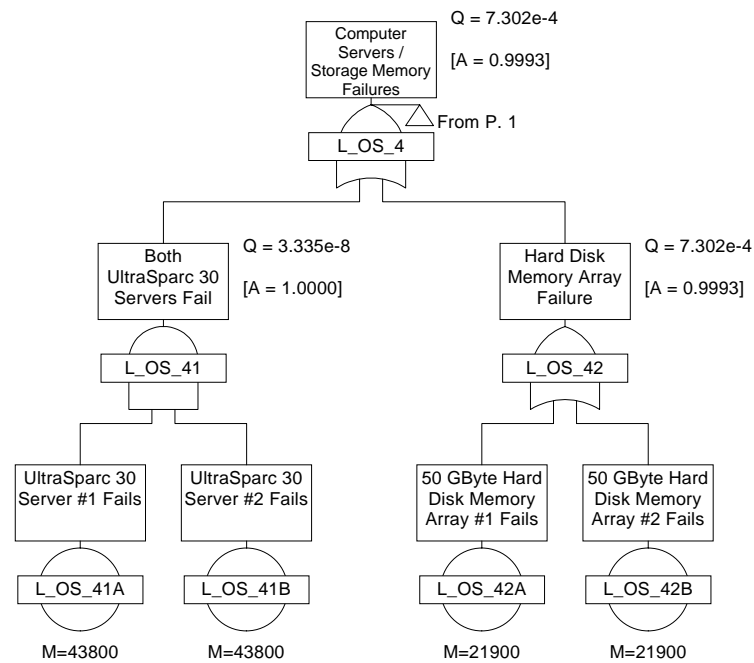 Computer
Servers /
Storage Memory
Failures
Q = 7.302e-4
[A = 0.9993]
From P. 1
L_OS_4
Both
UltraSparc 30
Servers Fail
Q = 3.335e-8
[A = 1.0000]
L_OS_41
Hard Disk
Memory Array
Failure
Q = 7.302e-4
[A = 0.9993]
L_OS_42
UltraSparc 30
Server #1 Fails
L_OS_41A
M=43800
UltraSparc 30
Server #2 Fails
L_OS_41B
M=43800
50 GByte Hard
Disk Memory
Array #1 Fails
L_OS_42A
M=21900
50 GByte Hard
Disk Memory
Array #2 Fails
L_OS_42B
M=21900